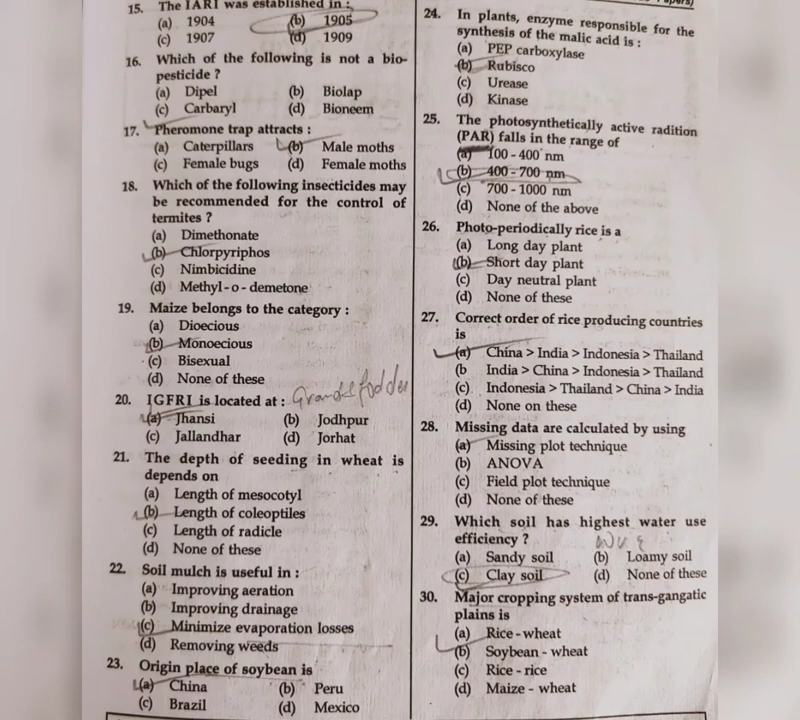 15. The IARI was established in :
(a) 1904 (b) 1905
(c) 1907 (d) 1909
16. Which of the following is not a bio-
pesticide ?
(a) Dipel (b) Biolap
(c) Carbaryl (d) Bioneem
17. Pheromone trap attracts :
(a) Caterpillars (b) Male moths
(c) Female bugs (d) Female moths
18. Which of the following insecticides may
be recommended for the control of
termites ?
(a) Dimethonate
(b) Chlorpyriphos
(c) Nimbicidine
(d) Methyl-o-demetone
19. Maize belongs to the category :
(a) Dioecious
(b) Monoecious
(c) Bisexual
(d) None of these
20. IGFRI is located at : fodder
(a) Jhansi (b) Jodhpur
(c) Jallandhar (d) Jorhat
21. The depth of seeding in wheat is
depends on
(a) Length of mesocotyl
(b) Length of coleoptiles
(c) Length of radicle
(d) None of these
22. Soil mulch is useful in :
(a) Improving aeration
(b) Improving drainage
(c) Minimize evaporation losses
(d) Removing weeds
23. Origin place of soybean is
(a) China (b) Peru
(c) Brazil (d) Mexico
Papers)
24. In plants, enzyme responsible for the
synthesis of the malic acid is :
(a) PEP carboxylase
(b) Rubisco
(c) Urease
(d) Kinase
25. The photosynthetically active radition
(PAR) falls in the range of
(a) 100 - 400 nm
(b) 400 - 700 nm
(c) 700 - 1000 nm
(d) None of the above
26. Photo-periodically rice is a
(a) Long day plant
(b) Short day plant
(c) Day neutral plant
(d) None of these
27. Correct order of rice producing countries
is
(a) China > India > Indonesia > Thailand
(b India > China > Indonesia > Thailand
(c) Indonesia > Thailand > China > India
(d) None on these
28. Missing data are calculated by using
(a) Missing plot technique
(b) ANOVA
(c) Field plot technique
(d) None of these
29. Which soil has highest water use
efficiency ? WUE
(a) Sandy soil (b) Loamy soil
(c) Clay soil (d) None of these
30. Major cropping system of trans-gangatic
plains is
(a) Rice - wheat
(b) Soybean - wheat
(c) Rice - rice
(d) Maize - wheat